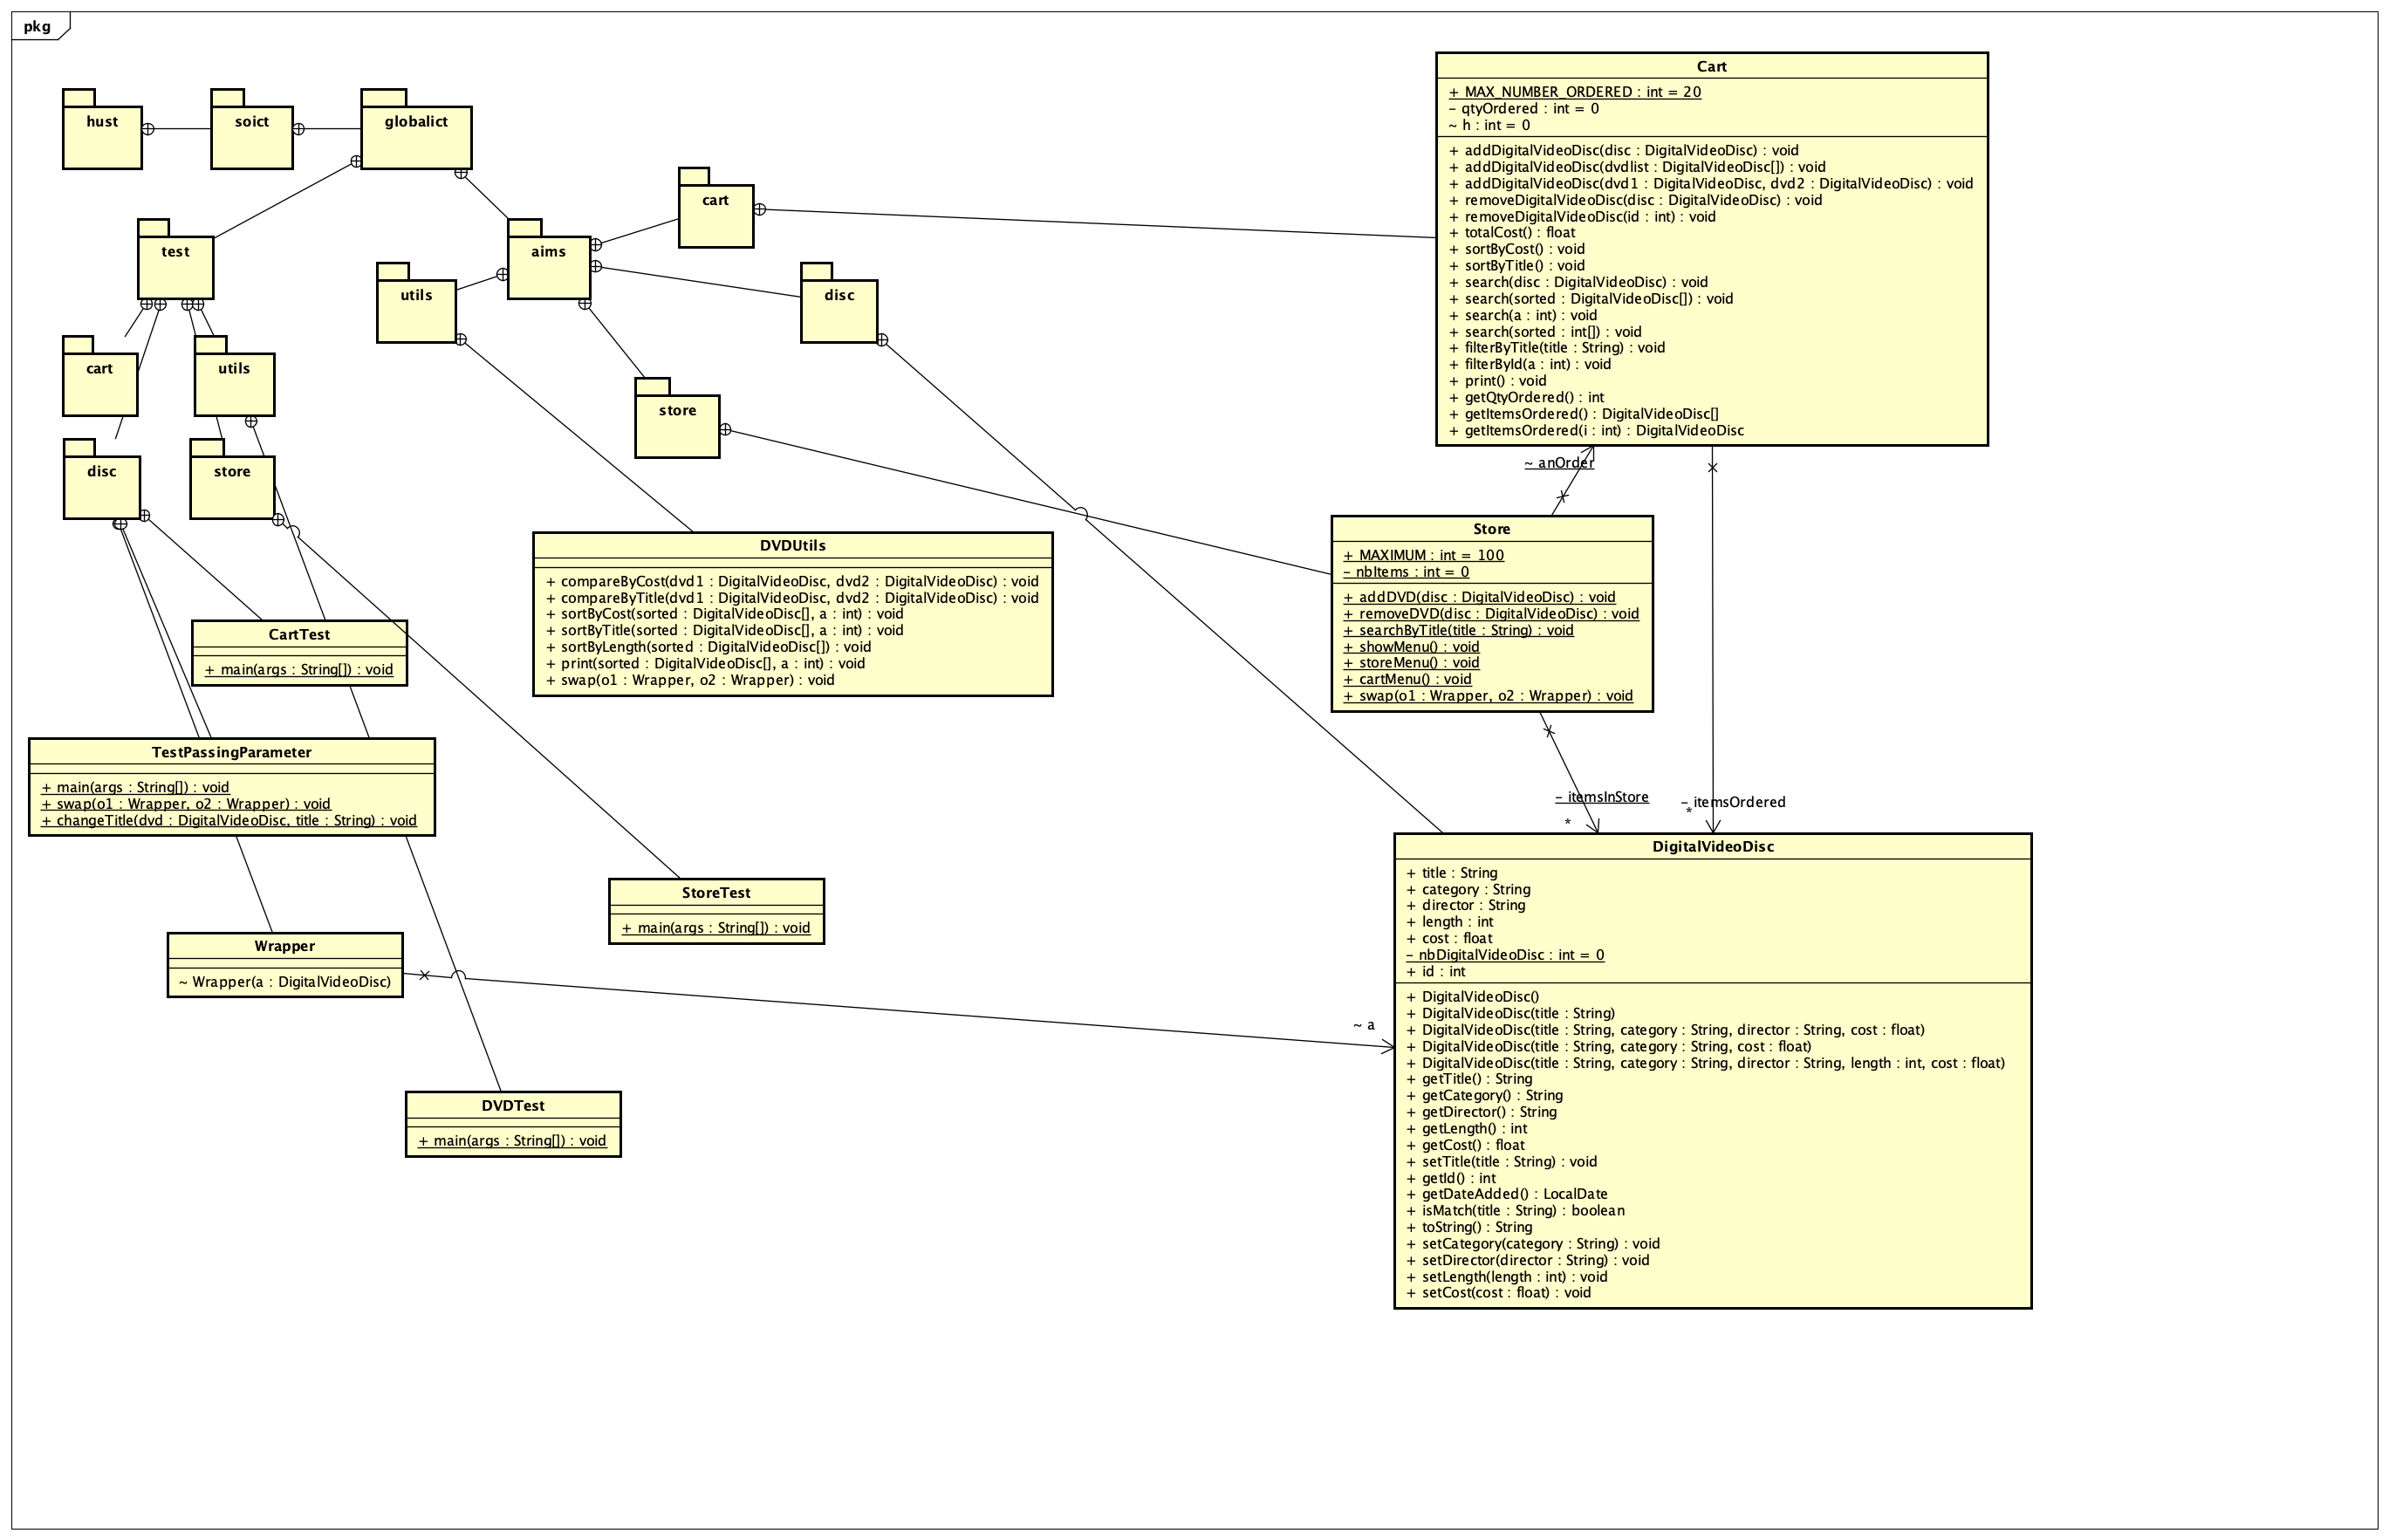 pkg
hust
soict
globalict
test
aims
cart
utils
disc
store
cart
utils
disc
store
Cart
+ MAX_NUMBER_ORDERED : int = 20
– qtyOrdered : int = 0
~ h : int = 0
+ addDigitalVideoDisc(disc : DigitalVideoDisc) : void
+ addDigitalVideoDisc(dvdlist : DigitalVideoDisc[]) : void
+ addDigitalVideoDisc(dvd1 : DigitalVideoDisc, dvd2 : DigitalVideoDisc) : void
+ removeDigitalVideoDisc(disc : DigitalVideoDisc) : void
+ removeDigitalVideoDisc(id : int) : void
+ totalCost() : float
+ sortByCost() : void
+ sortByTitle() : void
+ search(disc : DigitalVideoDisc) : void
+ search(sorted : DigitalVideoDisc[]) : void
+ search(a : int) : void
+ search(sorted : int[]) : void
+ filterByTitle(title : String) : void
+ filterById(a : int) : void
+ print() : void
+ getQtyOrdered() : int
+ getItemsOrdered() : DigitalVideoDisc[]
+ getItemsOrdered(i : int) : DigitalVideoDisc
~ anOrder
Store
+ MAXIMUM : int = 100
– nbItems : int = 0
+ addDVD(disc : DigitalVideoDisc) : void
+ removeDVD(disc : DigitalVideoDisc) : void
+ searchByTitle(title : String) : void
+ showMenu() : void
+ storeMenu() : void
+ cartMenu() : void
+ swap(o1 : Wrapper, o2 : Wrapper) : void
DVDUtils
+ compareByCost(dvd1 : DigitalVideoDisc, dvd2 : DigitalVideoDisc) : void
+ compareByTitle(dvd1 : DigitalVideoDisc, dvd2 : DigitalVideoDisc) : void
+ sortByCost(sorted : DigitalVideoDisc[], a : int) : void
+ sortByTitle(sorted : DigitalVideoDisc[], a : int) : void
+ sortByLength(sorted : DigitalVideoDisc[]) : void
+ print(sorted : DigitalVideoDisc[], a : int) : void
+ swap(o1 : Wrapper, o2 : Wrapper) : void
CartTest
+ main(args : String[]) : void
TestPassingParameter
+ main(args : String[]) : void
+ swap(o1 : Wrapper, o2 : Wrapper) : void
+ changeTitle(dvd : DigitalVideoDisc, title : String) : void
– itemsInStore
*
– itemsOrdered
*
StoreTest
+ main(args : String[]) : void
Wrapper
~ Wrapper(a : DigitalVideoDisc)
~ a
DVDTest
+ main(args : String[]) : void
DigitalVideoDisc
+ title : String
+ category : String
+ director : String
+ length : int
+ cost : float
– nbDigitalVideoDisc : int = 0
+ id : int
+ DigitalVideoDisc()
+ DigitalVideoDisc(title : String)
+ DigitalVideoDisc(title : String, category : String, director : String, cost : float)
+ DigitalVideoDisc(title : String, category : String, cost : float)
+ DigitalVideoDisc(title : String, category : String, director : String, length : int, cost : float)
+ getTitle() : String
+ getCategory() : String
+ getDirector() : String
+ getLength() : int
+ getCost() : float
+ setTitle(title : String) : void
+ getId() : int
+ getDateAdded() : LocalDate
+ isMatch(title : String) : boolean
+ toString() : String
+ setCategory(category : String) : void
+ setDirector(director : String) : void
+ setLength(length : int) : void
+ setCost(cost : float) : void